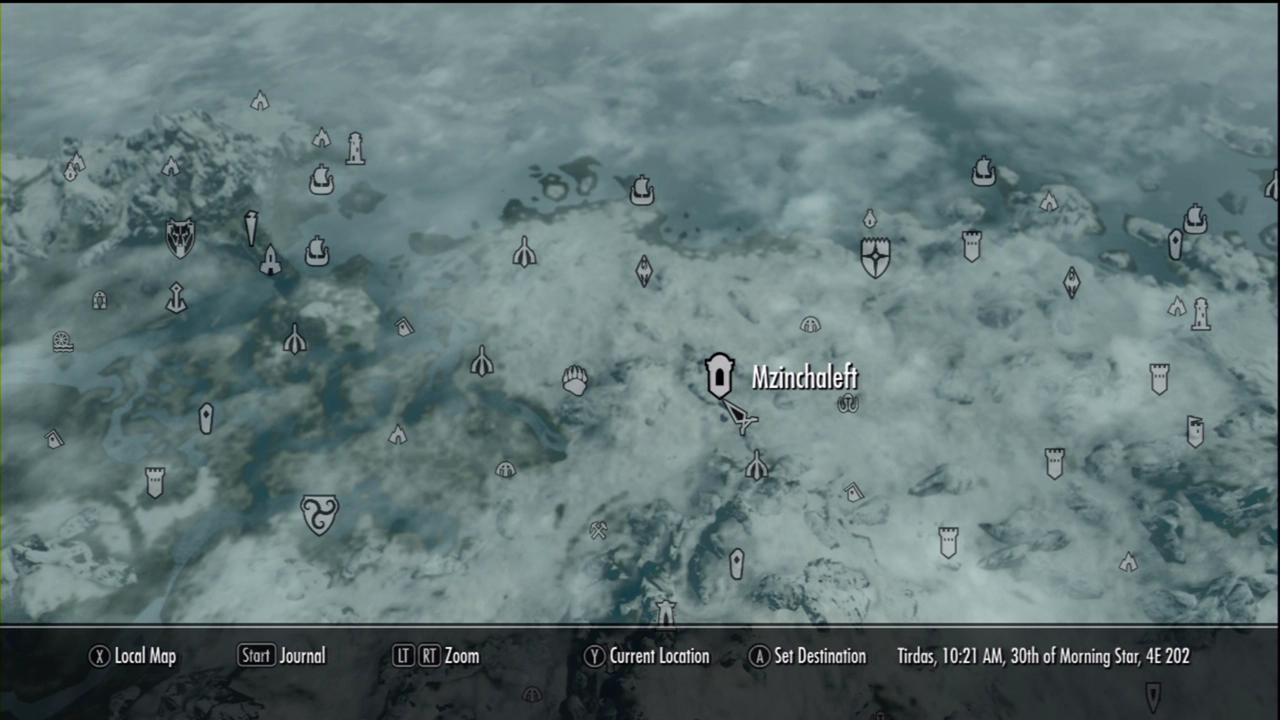 Mzinchaleft
X Local Map
Start Journal
LT RT Zoom
Y Current Location
A Set Destination
Tirdas, 10:21 AM, 30th of Morning Star, 4E 202